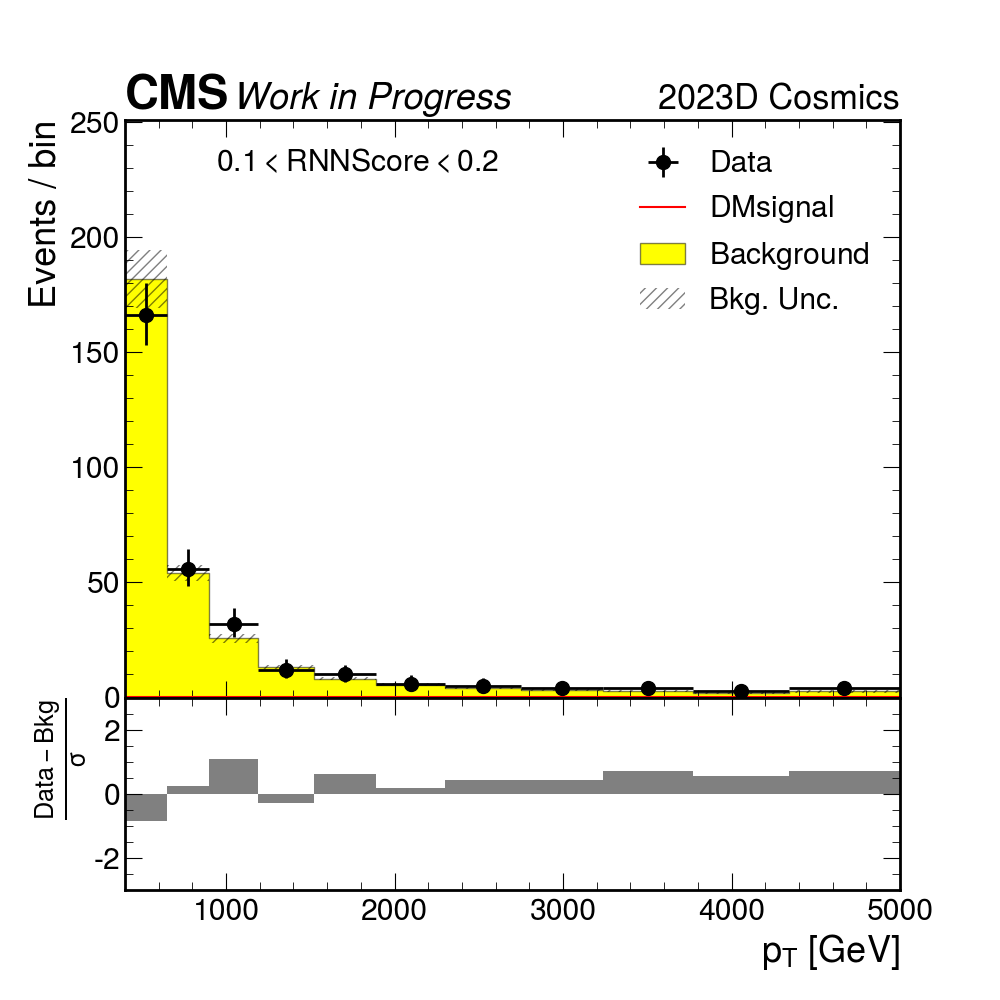 CMS Work in Progress 2023D Cosmics
Events / bin
250
200
150
100
50
0
0.1 < RNNScore < 0.2
Data
DMsignal
Background
Bkg. Unc.
Data − Bkg
σ
2
0
-2
1000 2000 3000 4000 5000
pT [GeV]